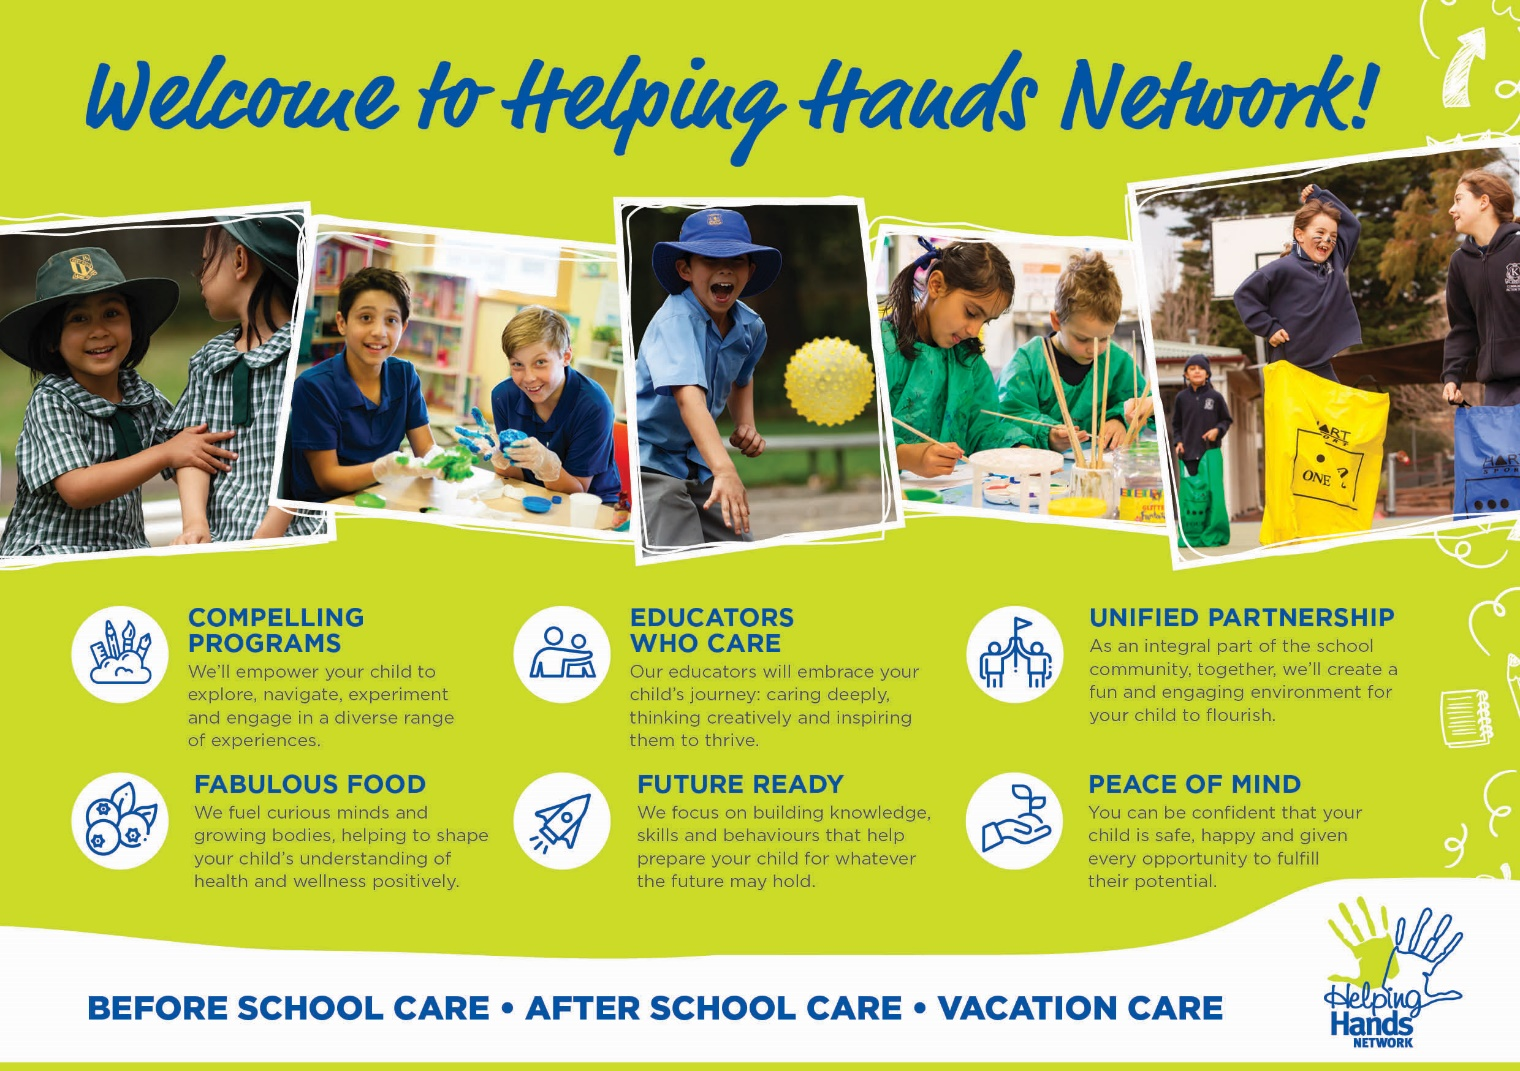 Welcome to Helping Hands Network!
ART
ONE ?
COMPELLING
PROGRAMS
We'll empower your child to
explore, navigate, experiment
and engage in a diverse range
of experiences.
EDUCATORS
WHO CARE
Our educators will embrace your
child's journey: caring deeply,
thinking creatively and inspiring
them to thrive.
UNIFIED PARTNERSHIP
As an integral part of the school
community, together, we'll create a
fun and engaging environment for
your child to flourish.
FABULOUS FOOD
We fuel curious minds and
growing bodies, helping to shape
your child's understanding of
health and wellness positively.
FUTURE READY
We focus on building knowledge,
skills and behaviours that help
prepare your child for whatever
the future may hold.
PEACE OF MIND
You can be confident that your
child is safe, happy and given
every opportunity to fulfill
their potential.
BEFORE SCHOOL CARE • AFTER SCHOOL CARE • VACATION CARE
Helping
Hands
NETWORK